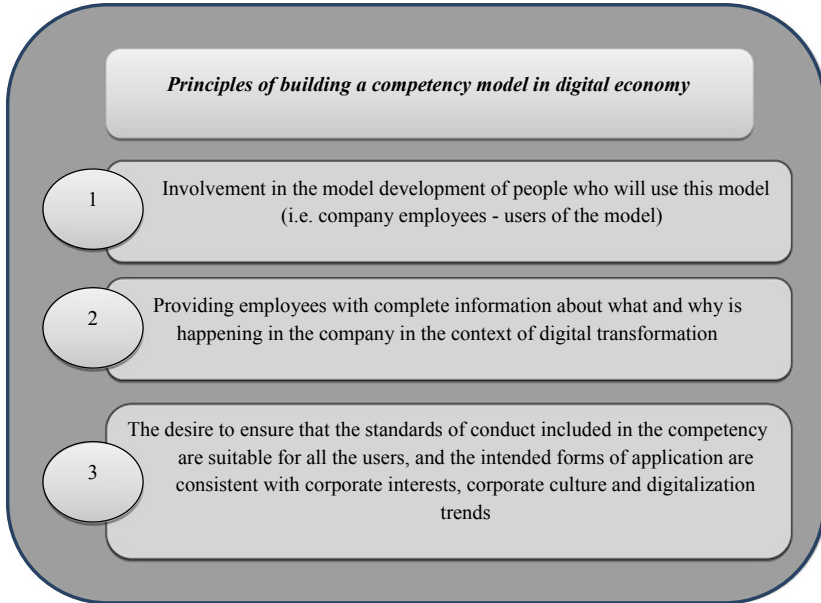 Principles of building a competency model in digital economy
1
Involvement in the model development of people who will use this model
(i.e. company employees - users of the model)
2
Providing employees with complete information about what and why is
happening in the company in the context of digital transformation
3
The desire to ensure that the standards of conduct included in the competency
are suitable for all the users, and the intended forms of application are
consistent with corporate interests, corporate culture and digitalization
trends